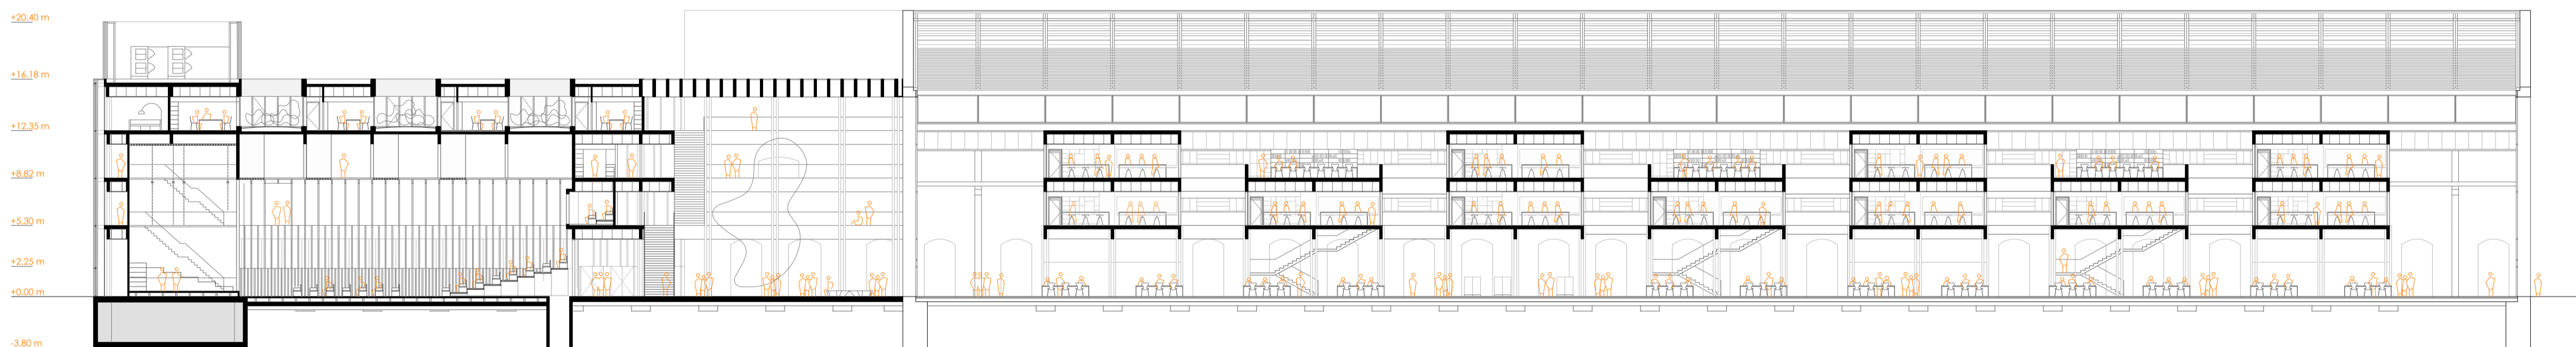 +20.40 m
+16.18 m
+12.35 m
+8.82 m
+5.30 m
+2.25 m
+0.00 m
-3.80 m